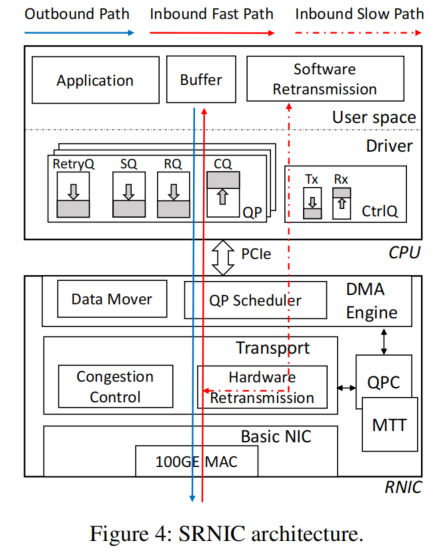 Outbound Path Inbound Fast Path Inbound Slow Path
Application
Buffer
Software
Retransmission
User space
Driver
RetryQ SQ RQ CQ
QP
Tx Rx
CtrlQ
CPU
PCIe
Data Mover
QP Scheduler
DMA
Engine
Transport
Congestion
Control
Hardware
Retransmission
QPC
MTT
Basic NIC
100GE MAC
RNIC
Figure 4: SRNIC architecture.